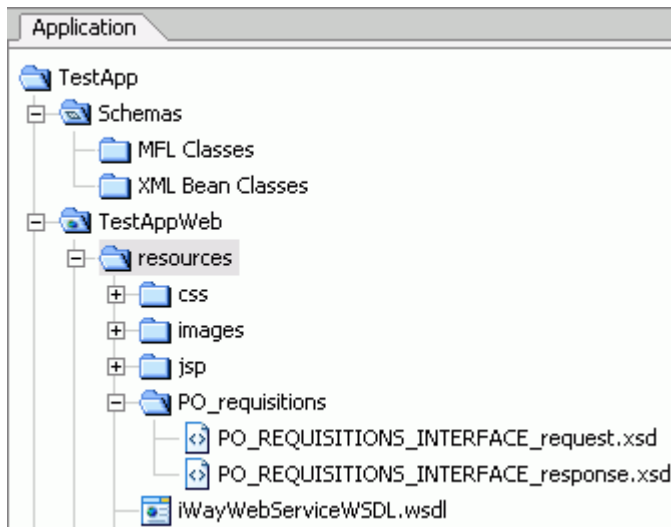 Application
TestApp
Schemas
MFL Classes
XML Bean Classes
TestAppWeb
resources
css
images
jsp
PO_requisitions
PO_REQUISITIONS_INTERFACE_request.xsd
PO_REQUISITIONS_INTERFACE_response.xsd
iWayWebServiceWSDL.wsdl